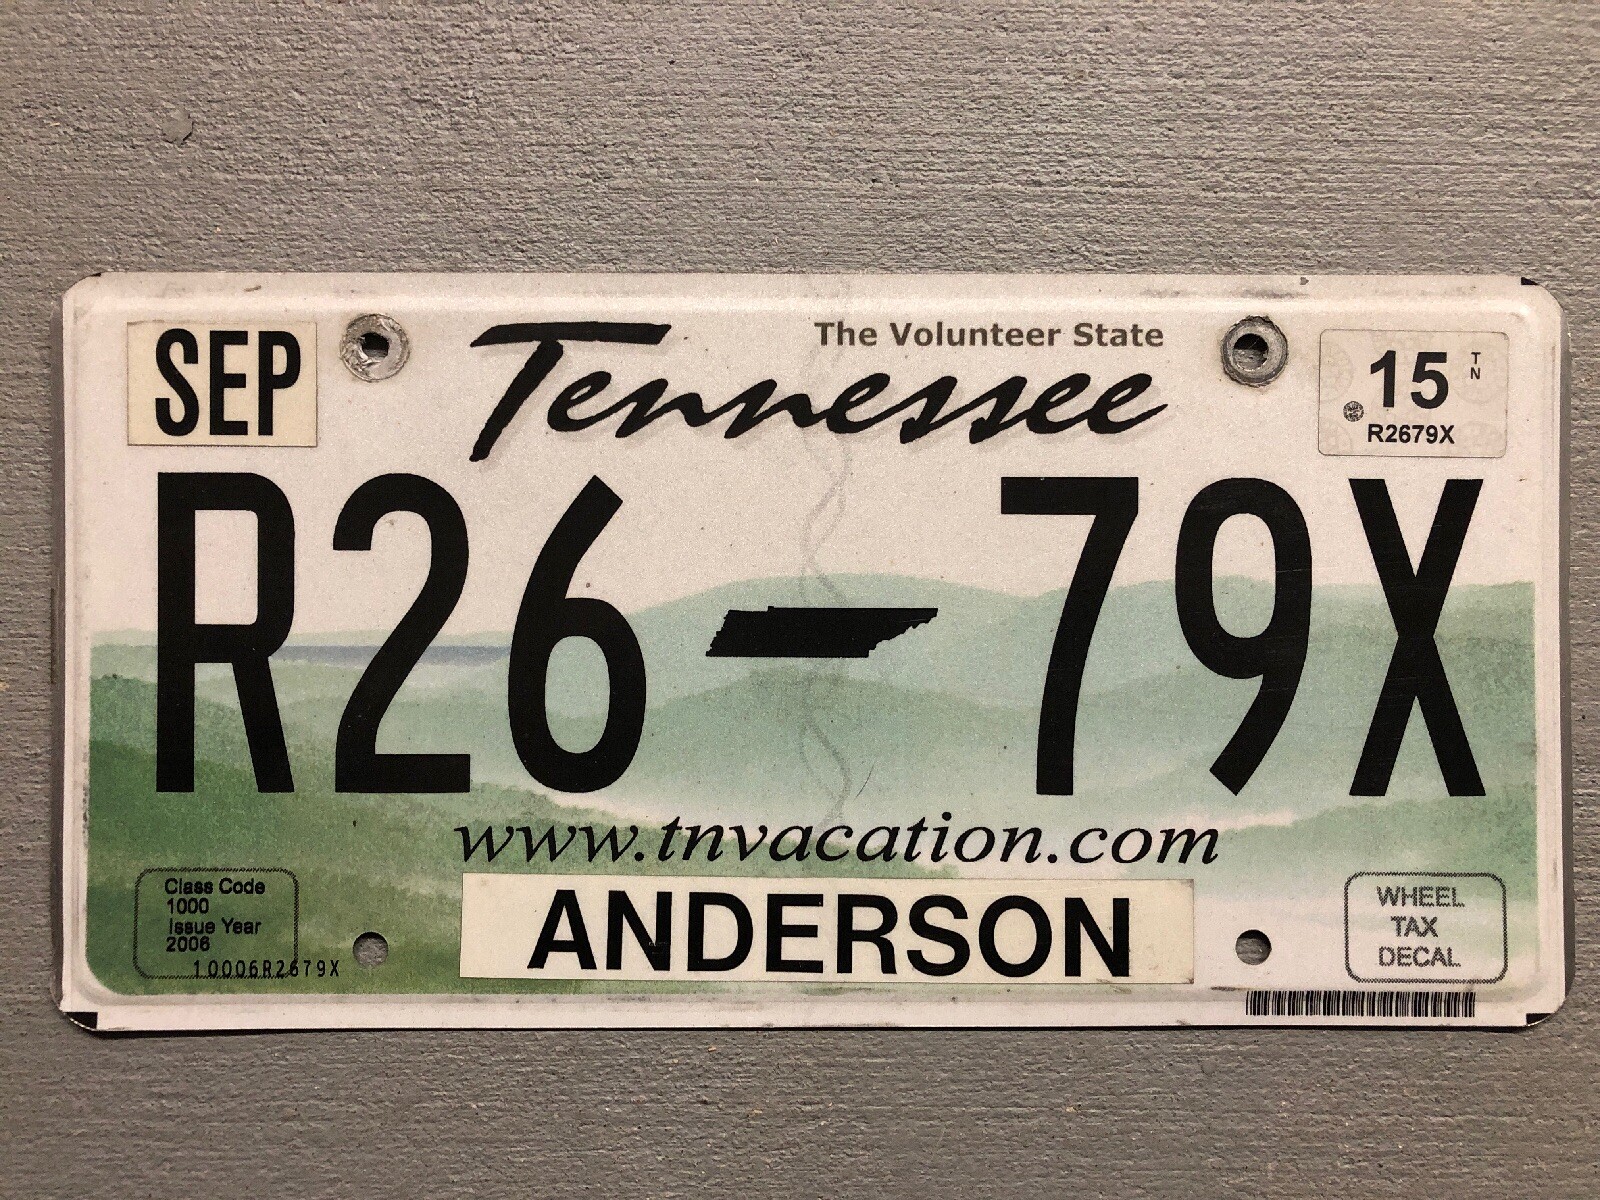 SEP
Tennessee
The Volunteer State
15
TN
R2679X
R26 79X
www.tnvacation.com
Class Code
1000
Issue Year
2006
10006R2679X
ANDERSON
WHEEL
TAX
DECAL